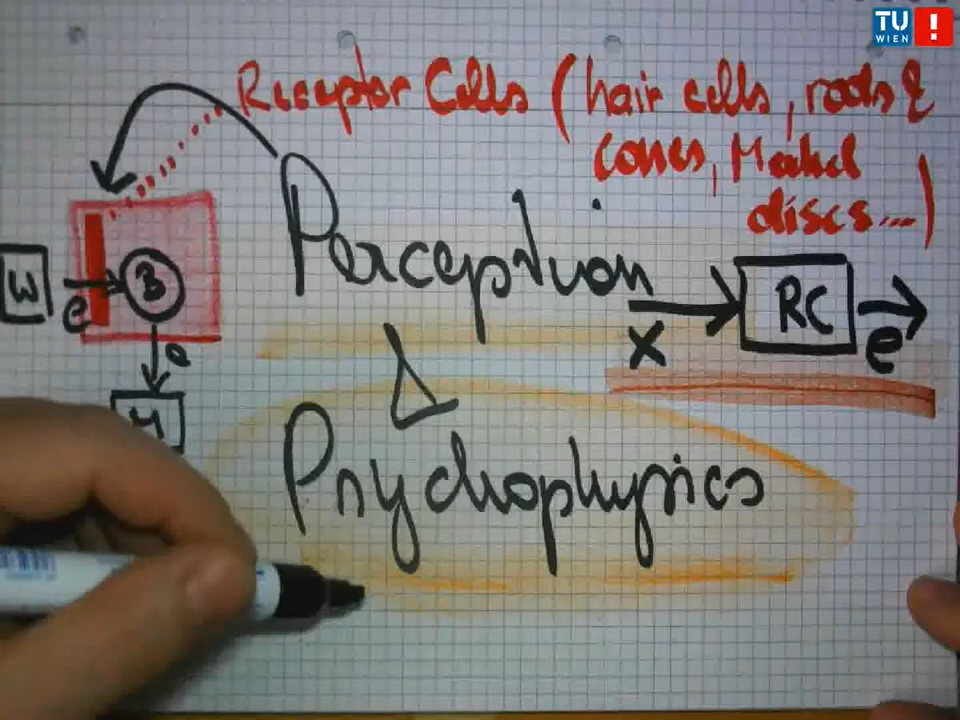 TU
WIEN
!
Receptor Cells (hair cells, rods &
cones, Merkel
discs...)
Perception
W
e
B
e
x
RC
e
Psychophysics